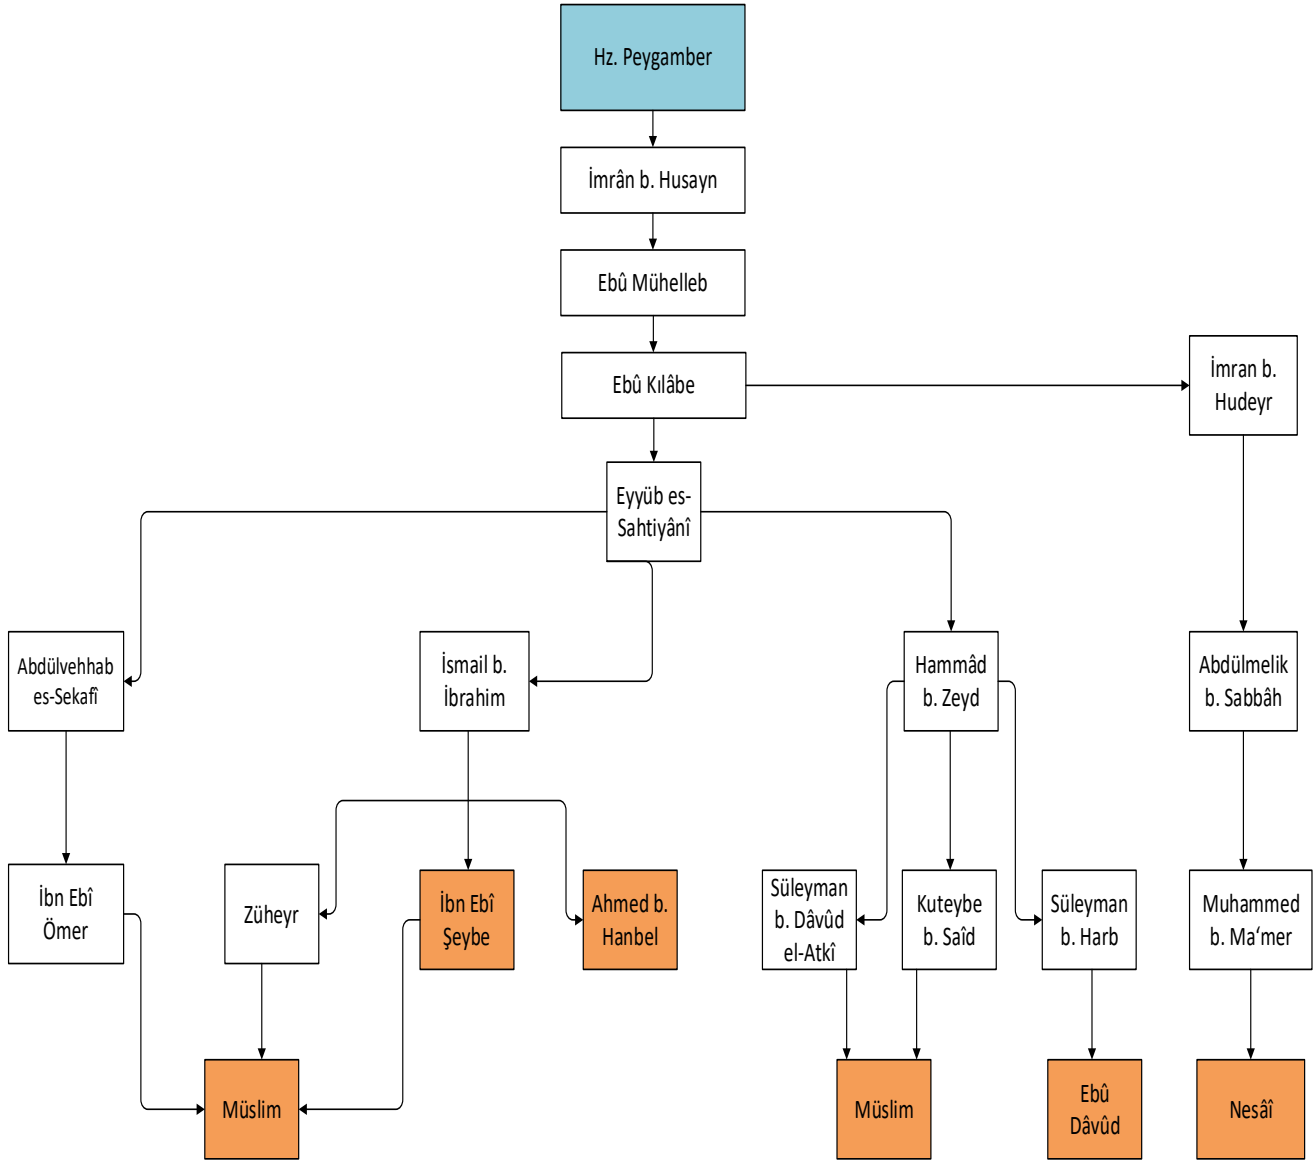 Hz. Peygamber
İmrân b. Husayn
Ebû Mühelleb
Ebû Kılâbe
İmran b.
Hudeyr
Eyyüb es-
Sahtiyânî
Abdülvehhab
es-Sekafî
İsmail b.
İbrahim
Hammâd
b. Zeyd
Abdülmelik
b. Sabbâh
İbn Ebî
Ömer
Züheyr
İbn Ebî
Şeybe
Ahmed b.
Hanbel
Süleyman
b. Dâvûd
el-Atkî
Kuteybe
b. Saîd
Süleyman
b. Harb
Muhammed
b. Ma‘mer
Müslim
Müslim
Ebû
Dâvûd
Nesâî